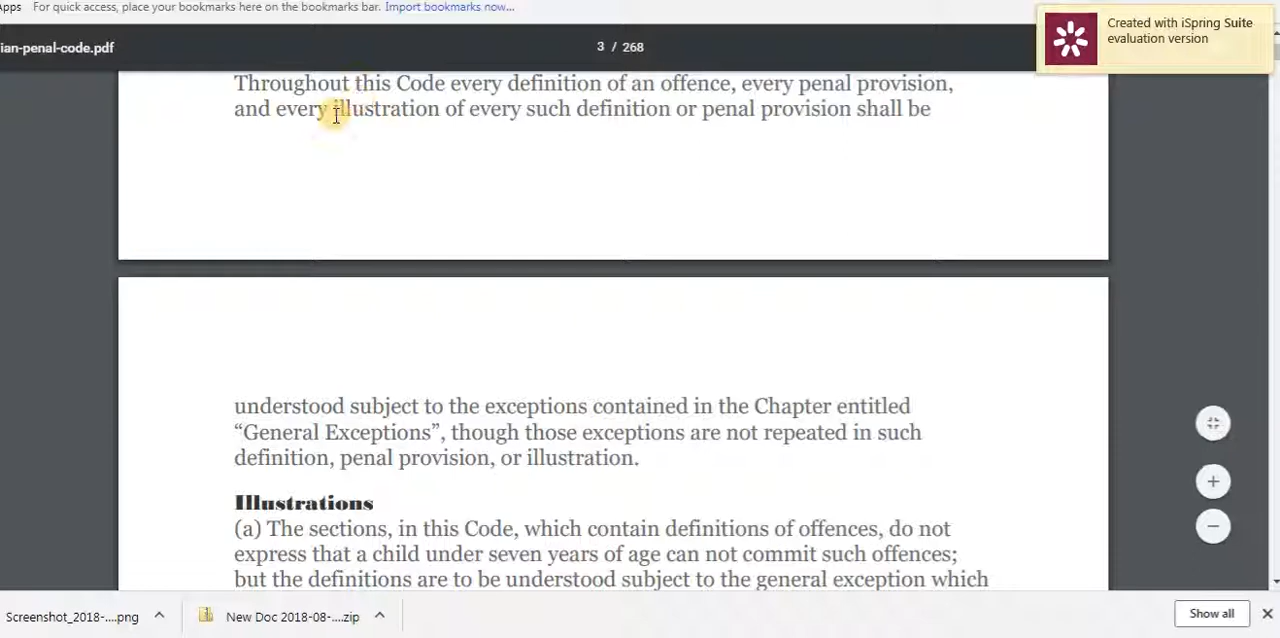 Apps For quick access, place your bookmarks here on the bookmarks bar. Import bookmarks now...
Created with iSpring Suite
evaluation version
ian-penal-code.pdf
3 / 268
Throughout this Code every definition of an offence, every penal provision,
and every illustration of every such definition or penal provision shall be
understood subject to the exceptions contained in the Chapter entitled
“General Exceptions”, though those exceptions are not repeated in such
definition, penal provision, or illustration.
Illustrations
(a) The sections, in this Code, which contain definitions of offences, do not
express that a child under seven years of age can not commit such offences;
but the definitions are to be understood subject to the general exception which
Screenshot_2018-....png
New Doc 2018-08-....zip
Show all